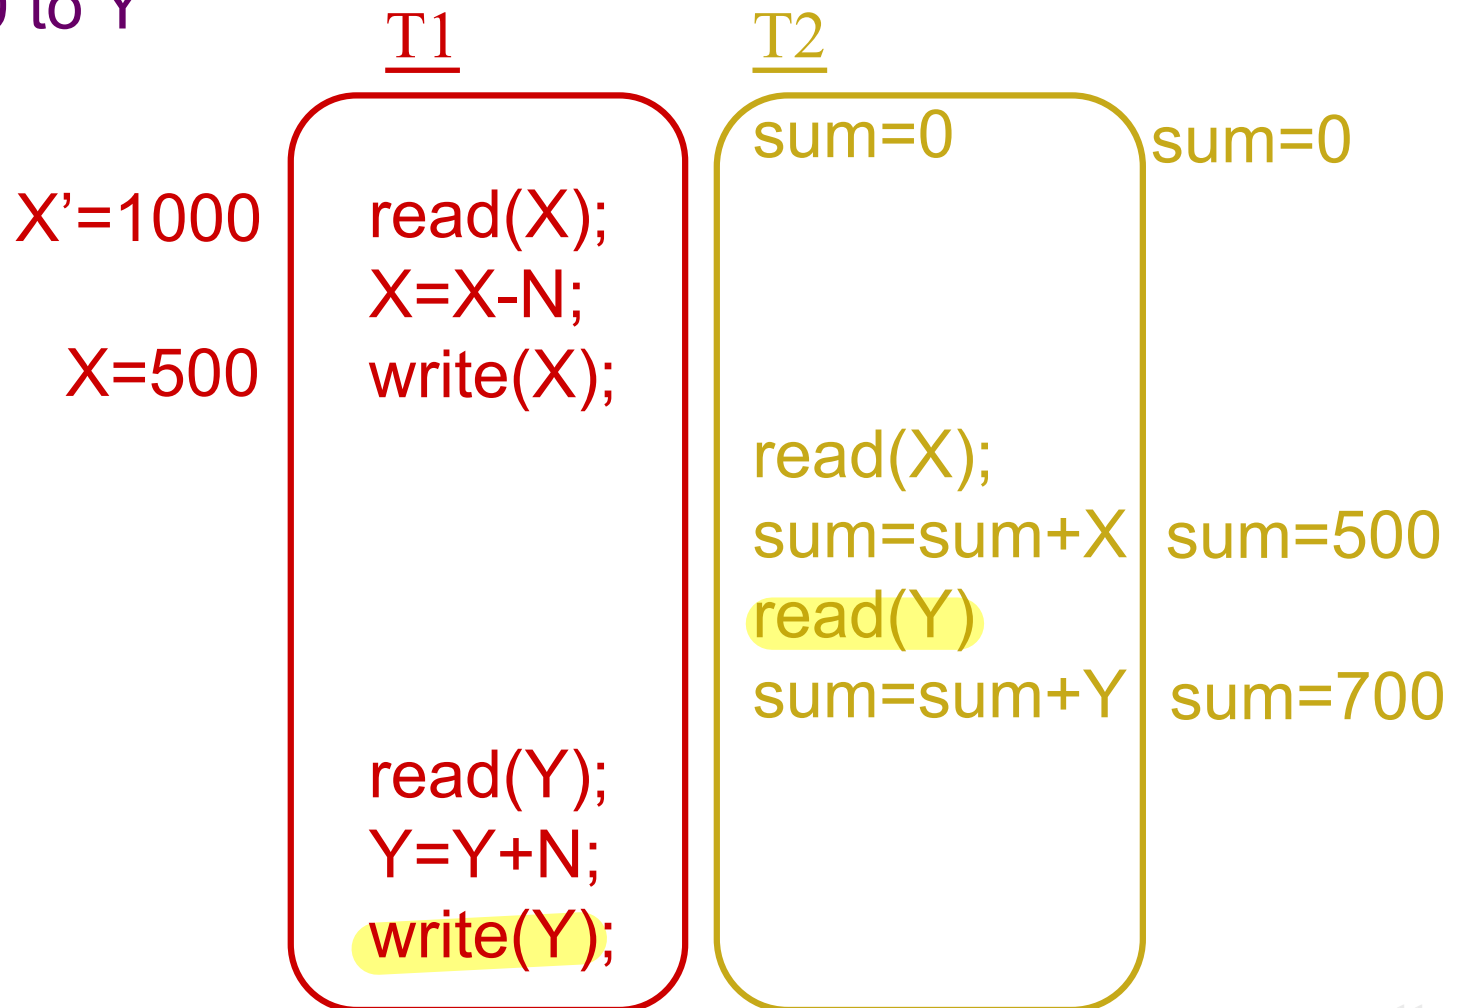 to Y
T1 T2
sum=0 sum=0
X’=1000 read(X);
X=X-N;
X=500 write(X);
read(X);
sum=sum+X sum=500
read(Y)
sum=sum+Y sum=700
read(Y);
Y=Y+N;
write(Y);